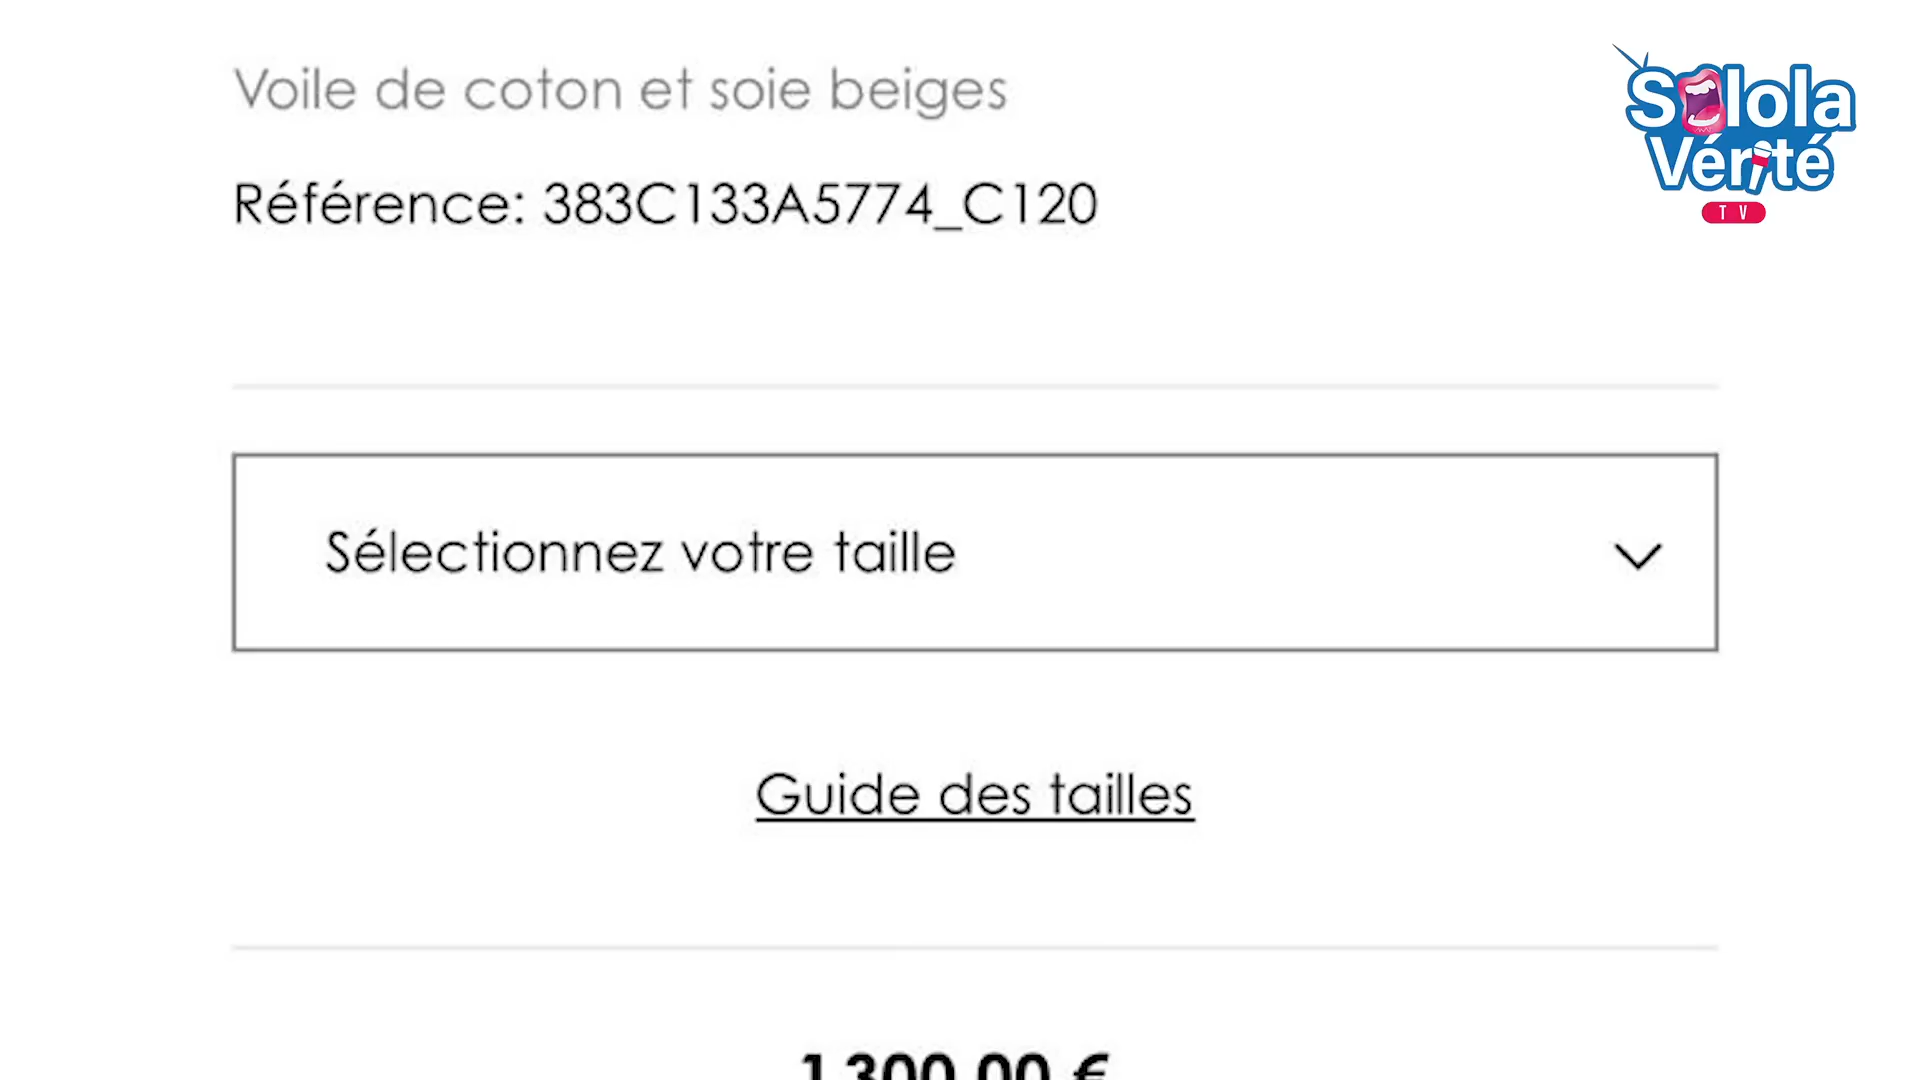 Voile de coton et soie beiges
Référence: 383C133A5774_C120
Sélectionnez votre taille
Guide des tailles
1 300,00 €
Solola
Vérité
TV